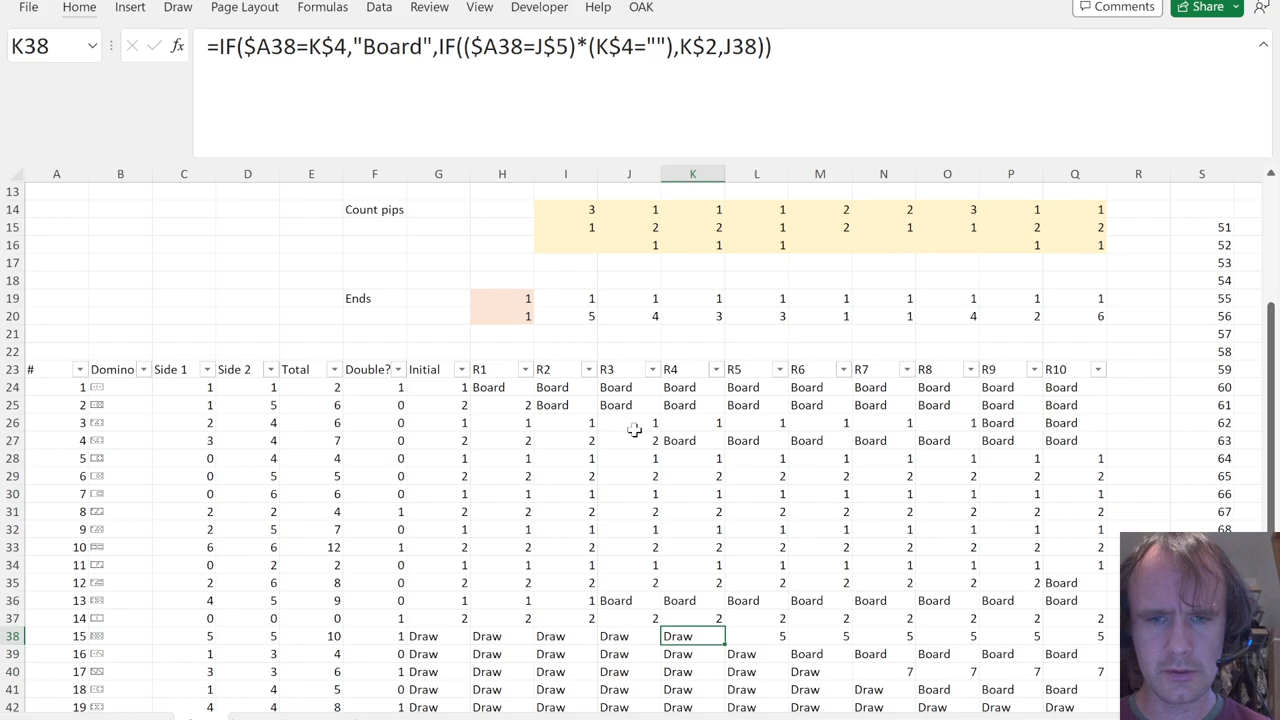 File Home Insert Draw Page Layout Formulas Data Review View Developer Help OAK Comments Share
K38 fx =IF($A38=K$4,"Board",IF(($A38=J$5)*(K$4=""),K$2,J38))
A B C D E F G H I J K L M N O P Q R S
13
14 Count pips 3 1 1 1 2 2 3 1 1
15 1 2 2 1 2 1 1 2 2 51
16 1 1 1 1 1 52
17 53
18 54
19 Ends 1 1 1 1 1 1 1 1 1 1 55
20 1 5 4 3 3 1 1 4 2 6 56
21 57
22 58
23 # Domino Side 1 Side 2 Total Double? Initial R1 R2 R3 R4 R5 R6 R7 R8 R9 R10 59
24 1 1 1 2 1 1 Board Board Board Board Board Board Board Board Board Board 60
25 2 1 5 6 0 2 2 Board Board Board Board Board Board Board Board Board 61
26 3 2 4 6 0 1 1 1 1 1 1 1 1 1 Board Board 62
27 4 3 4 7 0 2 2 2 2 Board Board Board Board Board Board Board 63
28 5 0 4 4 0 1 1 1 1 1 1 1 1 1 1 1 64
29 6 0 5 5 0 2 2 2 2 2 2 2 2 2 2 2 65
30 7 0 6 6 0 1 1 1 1 1 1 1 1 1 1 1 66
31 8 2 2 4 1 2 2 2 2 2 2 2 2 2 2 2 67
32 9 2 5 7 0 1 1 1 1 1 1 1 1 1 1 1 68
33 10 6 6 12 1 2 2 2 2 2 2 2 2 2 2 2
34 11 0 2 2 0 1 1 1 1 1 1 1 1 1 1 1
35 12 2 6 8 0 2 2 2 2 2 2 2 2 2 2 Board
36 13 4 5 9 0 1 1 1 Board Board Board Board Board Board Board Board
37 14 0 0 0 1 2 2 2 2 2 2 2 2 2 2 2
38 15 5 5 10 1 Draw Draw Draw Draw Draw 5 5 5 5 5 5
39 16 1 3 4 0 Draw Draw Draw Draw Draw Draw Board Board Board Board Board
40 17 3 3 6 1 Draw Draw Draw Draw Draw Draw Draw 7 7 7 7
41 18 1 4 5 0 Draw Draw Draw Draw Draw Draw Draw Draw Board Board Board
42 19 4 4 8 1 Draw Draw Draw Draw Draw Draw Draw Draw Draw Draw Draw